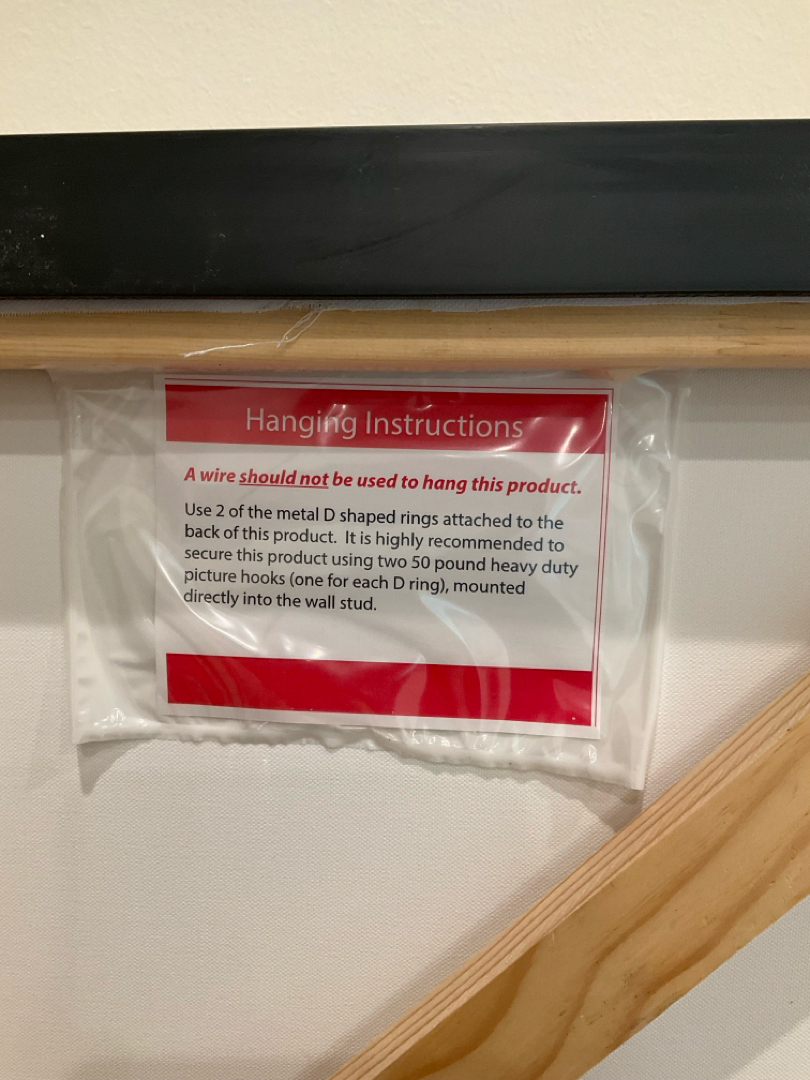 Hanging Instructions
A wire should not be used to hang this product.
Use 2 of the metal D shaped rings attached to the
back of this product. It is highly recommended to
secure this product using two 50 pound heavy duty
picture hooks (one for each D ring), mounted
directly into the wall stud.